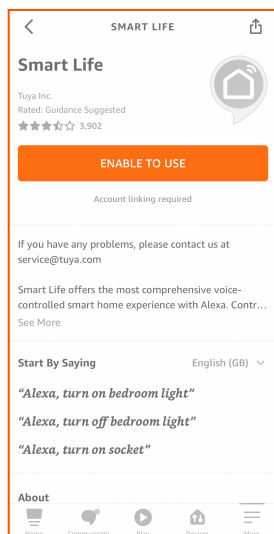 SMART LIFE
Smart Life
Tuya Inc.
Rated: Guidance Suggested
3,902
ENABLE TO USE
Account linking required
If you have any problems, please contact us at
service@tuya.com
Smart Life offers the most comprehensive voice-
controlled smart home experience with Alexa. Contr...
See More
Start By Saying English (GB)
“Alexa, turn on bedroom light”
“Alexa, turn off bedroom light”
“Alexa, turn on socket”
About
Home Communicate Play Devices More